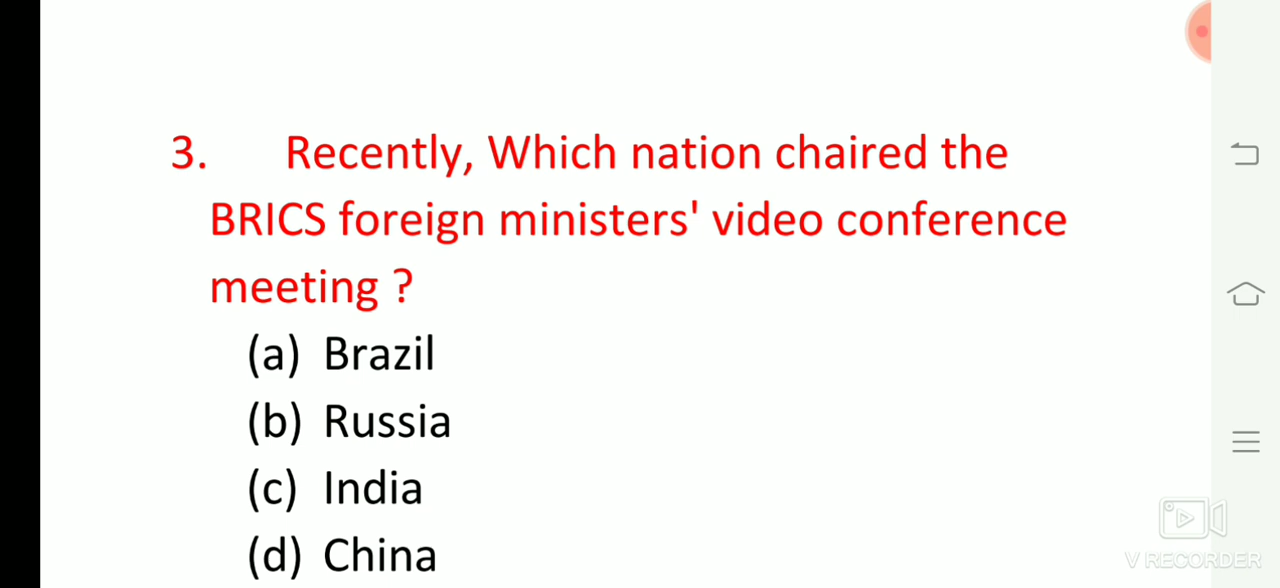 3. Recently, Which nation chaired the
BRICS foreign ministers' video conference
meeting ?
(a) Brazil
(b) Russia
(c) India
(d) China
V RECORDER